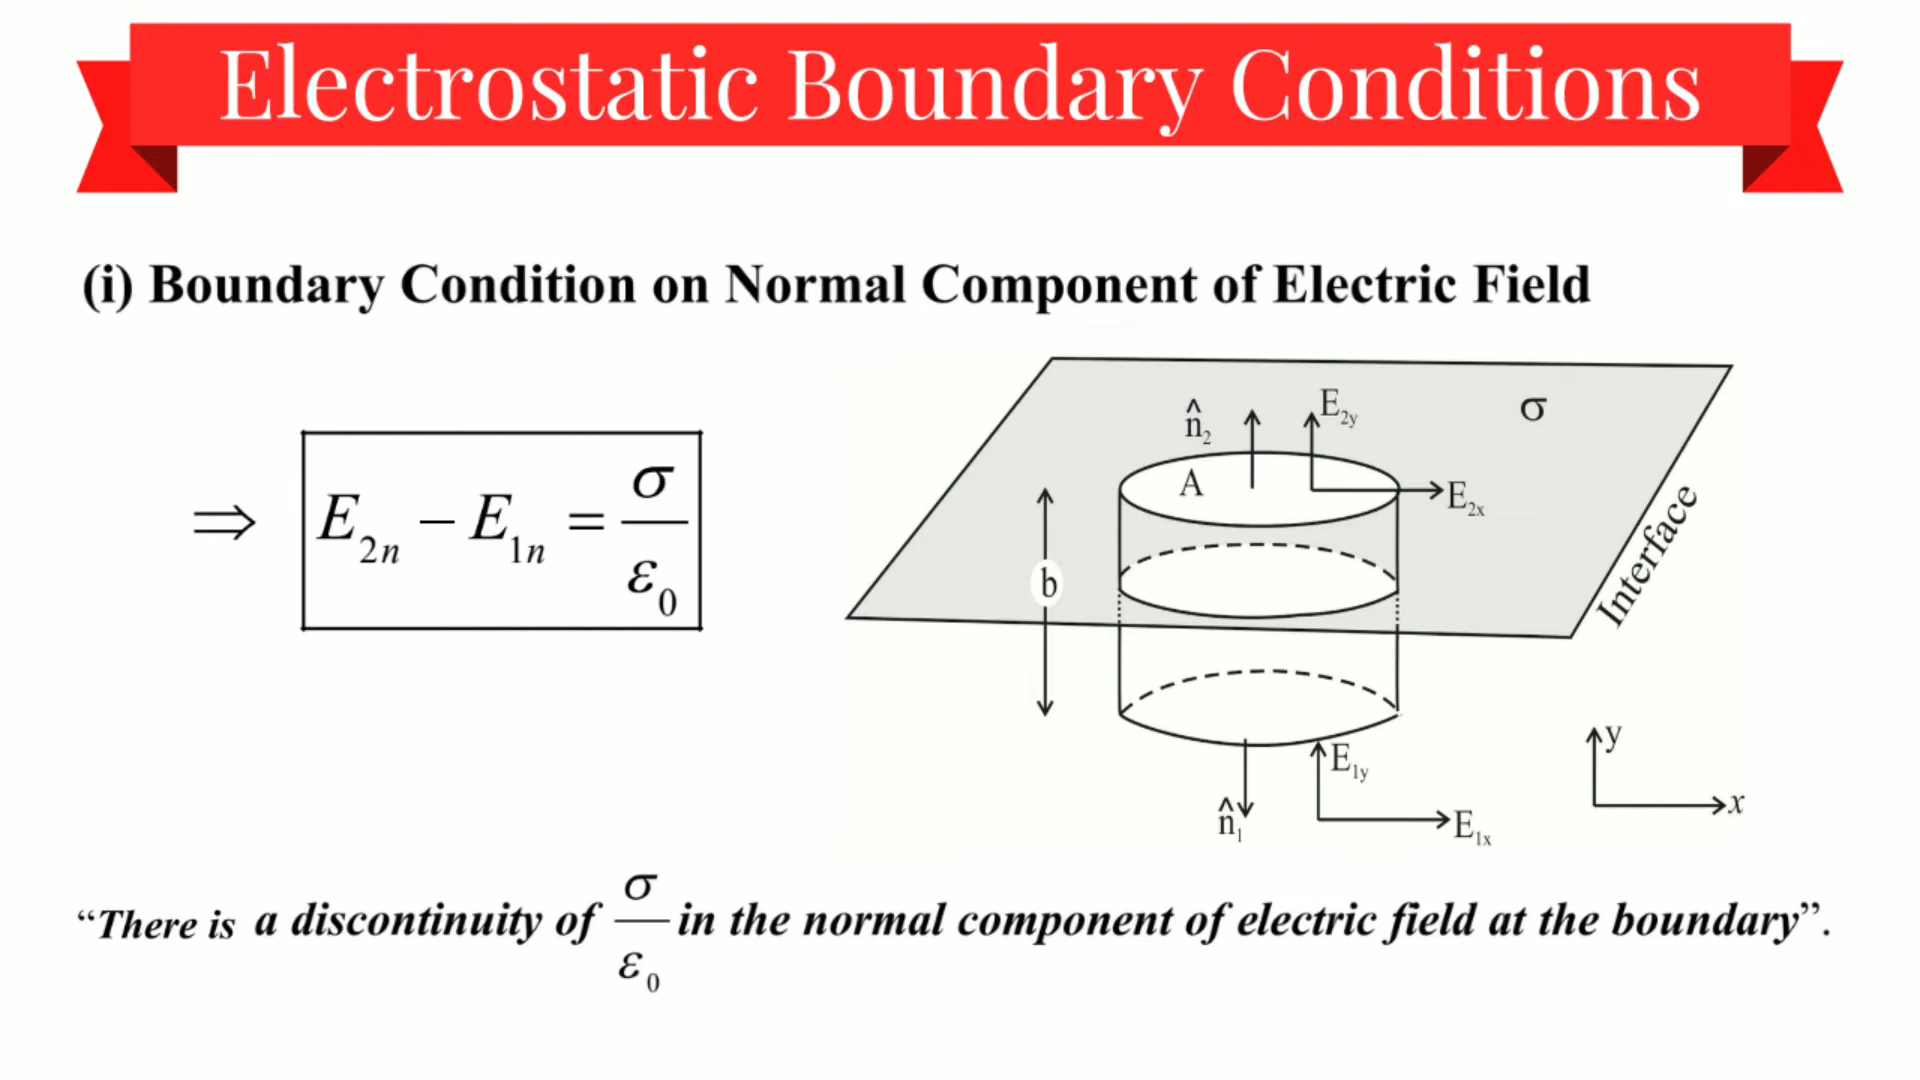 Electrostatic Boundary Conditions
(i) Boundary Condition on Normal Component of Electric Field
⇒ E₂ₙ − E₁ₙ = σ/ε₀
n̂₂
E₂y
σ
A
E₂x
b
Interface
E₁y
n̂₁
E₁x
y
x
“There is a discontinuity of σ/ε₀ in the normal component of electric field at the boundary”.